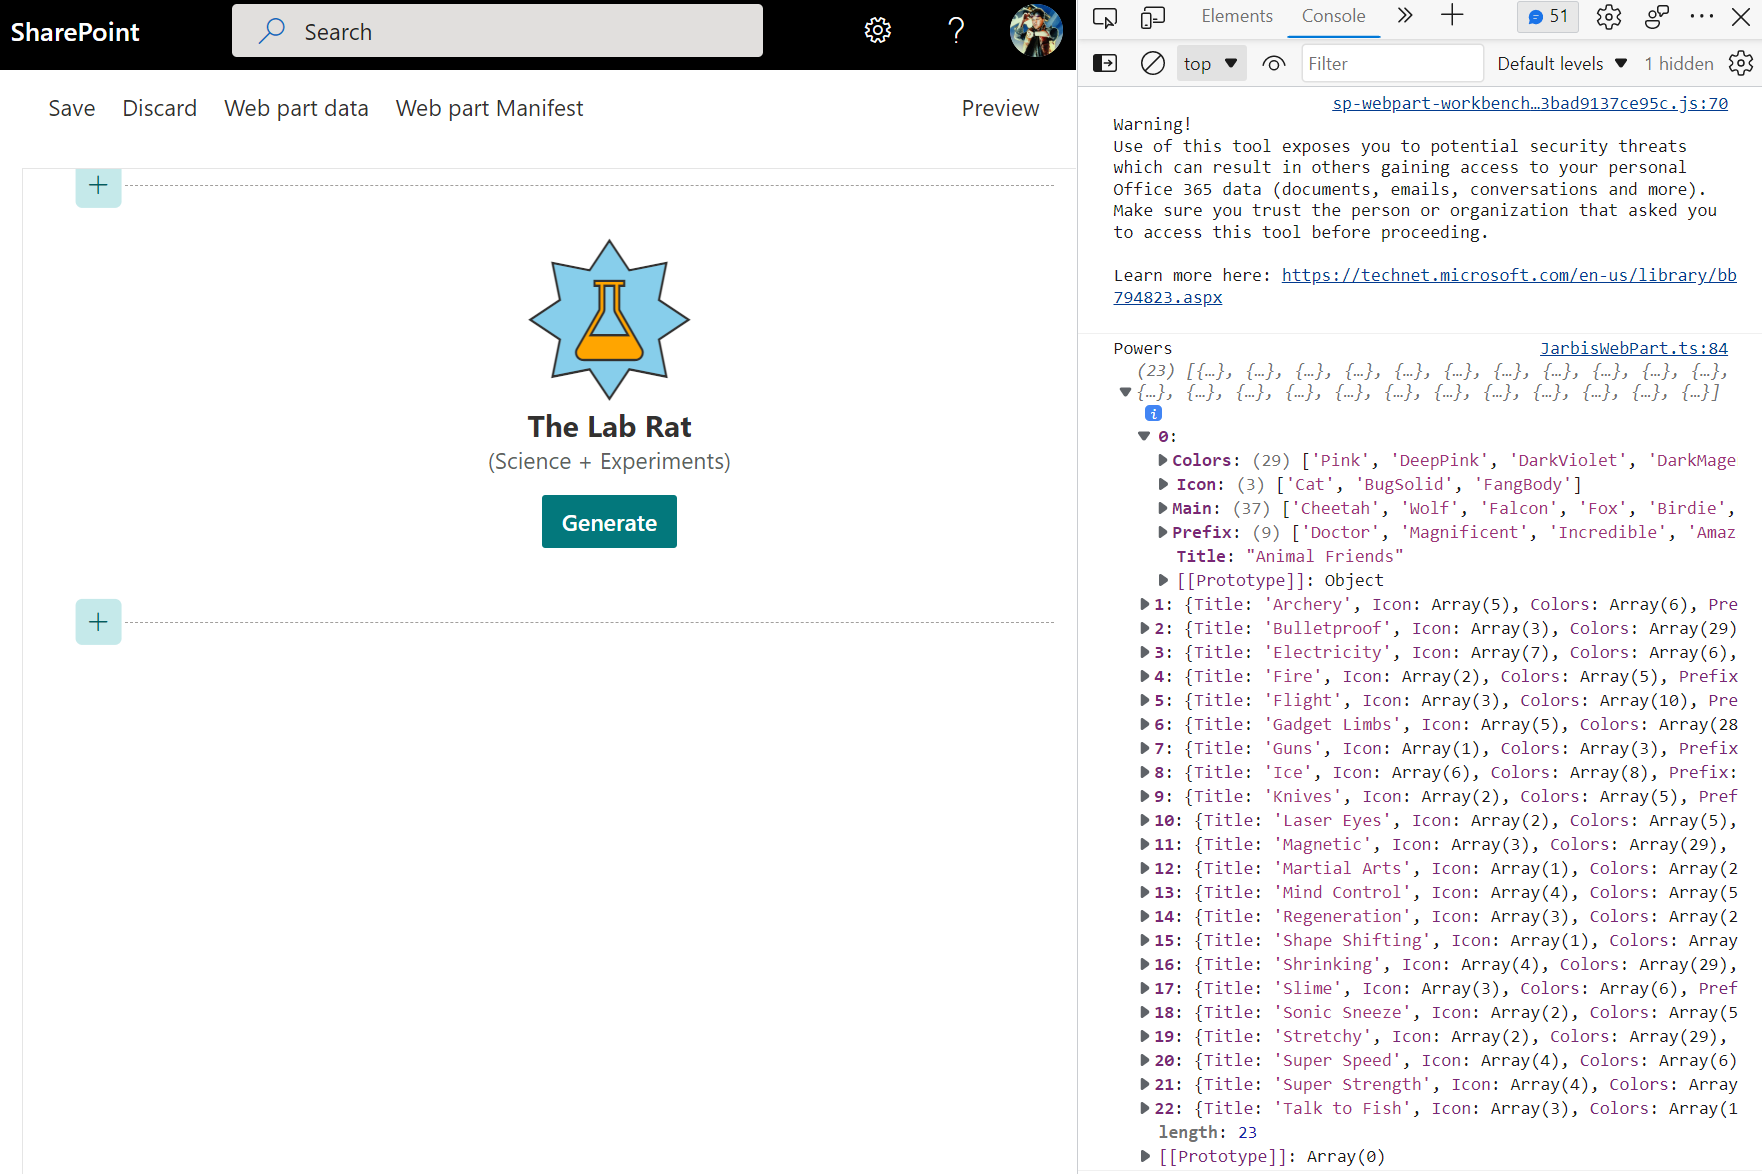 SharePoint
Search
Save Discard Web part data Web part Manifest Preview
The Lab Rat
(Science + Experiments)
Generate
Elements Console 51
top Filter Default levels 1 hidden
sp-webpart-workbench…3bad9137ce95c.js:70
Warning!
Use of this tool exposes you to potential security threats
which can result in others gaining access to your personal
Office 365 data (documents, emails, conversations and more).
Make sure you trust the person or organization that asked you
to access this tool before proceeding.
Learn more here: https://technet.microsoft.com/en-us/library/bb
794823.aspx
Powers JarbisWebPart.ts:84
(23) [{…}, {…}, {…}, {…}, {…}, {…}, {…}, {…}, {…}, {…}, {…},
{…}, {…}, {…}, {…}, {…}, {…}, {…}, {…}, {…}, {…}, {…}, {…}]
0:
Colors: (29) ['Pink', 'DeepPink', 'DarkViolet', 'DarkMage
Icon: (3) ['Cat', 'BugSolid', 'FangBody']
Main: (37) ['Cheetah', 'Wolf', 'Falcon', 'Fox', 'Birdie',
Prefix: (9) ['Doctor', 'Magnificent', 'Incredible', 'Amaz
Title: "Animal Friends"
[[Prototype]]: Object
1: {Title: 'Archery', Icon: Array(5), Colors: Array(6), Pre
2: {Title: 'Bulletproof', Icon: Array(3), Colors: Array(29)
3: {Title: 'Electricity', Icon: Array(7), Colors: Array(6),
4: {Title: 'Fire', Icon: Array(2), Colors: Array(5), Prefix
5: {Title: 'Flight', Icon: Array(3), Colors: Array(10), Pre
6: {Title: 'Gadget Limbs', Icon: Array(5), Colors: Array(28
7: {Title: 'Guns', Icon: Array(1), Colors: Array(3), Prefix
8: {Title: 'Ice', Icon: Array(6), Colors: Array(8), Prefix:
9: {Title: 'Knives', Icon: Array(2), Colors: Array(5), Pref
10: {Title: 'Laser Eyes', Icon: Array(2), Colors: Array(5),
11: {Title: 'Magnetic', Icon: Array(3), Colors: Array(29),
12: {Title: 'Martial Arts', Icon: Array(1), Colors: Array(2
13: {Title: 'Mind Control', Icon: Array(4), Colors: Array(5
14: {Title: 'Regeneration', Icon: Array(3), Colors: Array(2
15: {Title: 'Shape Shifting', Icon: Array(1), Colors: Array
16: {Title: 'Shrinking', Icon: Array(4), Colors: Array(29),
17: {Title: 'Slime', Icon: Array(3), Colors: Array(6), Pref
18: {Title: 'Sonic Sneeze', Icon: Array(2), Colors: Array(5
19: {Title: 'Stretchy', Icon: Array(2), Colors: Array(29),
20: {Title: 'Super Speed', Icon: Array(4), Colors: Array(6)
21: {Title: 'Super Strength', Icon: Array(4), Colors: Array
22: {Title: 'Talk to Fish', Icon: Array(3), Colors: Array(1
length: 23
[[Prototype]]: Array(0)